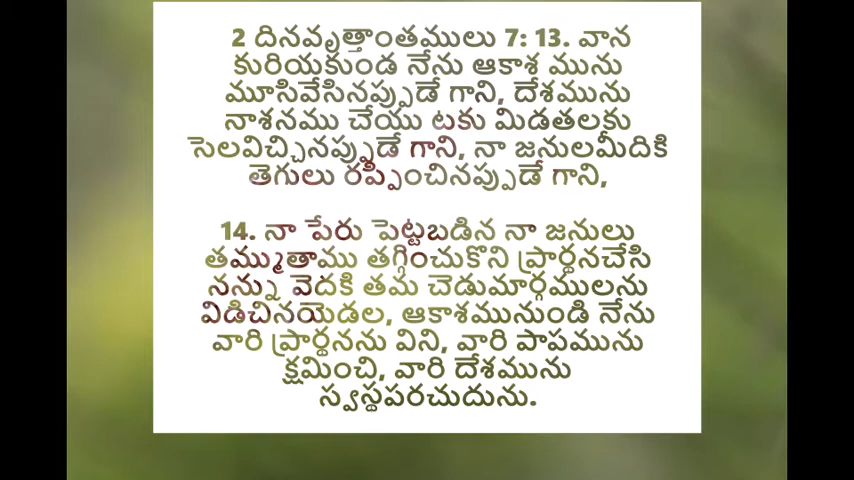 2 దినవృత్తాంతములు 7: 13. వాన
కురియకుండ నేను ఆకాశ మును
మూసివేసినప్పుడే గాని, దేశమును
నాశనము చేయు టకు మిడతలకు
సెలవిచ్చినప్పుడే గాని, నా జనులమీదికి
తెగులు రప్పించినప్పుడే గాని,
14. నా పేరు పెట్టబడిన నా జనులు
తమ్ముతాము తగ్గించుకొని ప్రార్థనచేసి
నన్ను వెదకి తమ చెడుమార్గములను
విడిచినయెడల, ఆకాశమునుండి నేను
వారి ప్రార్థనను విని, వారి పాపమును
క్షమించి, వారి దేశమును
స్వస్థపరచుదును.